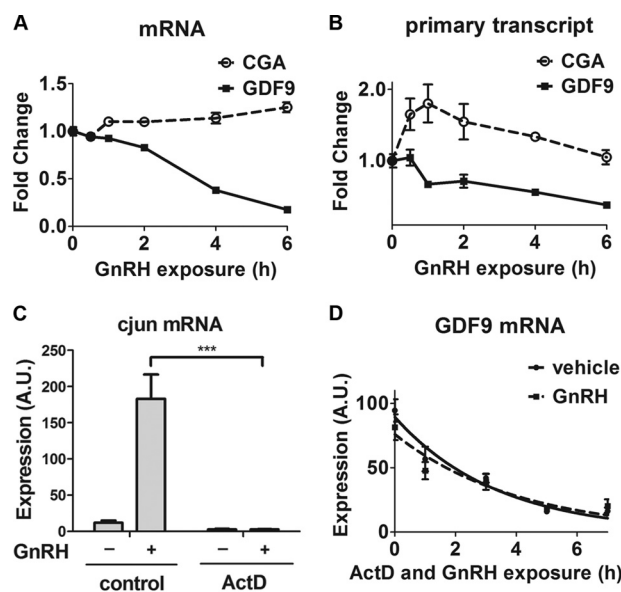 A
mRNA
CGA
GDF9
Fold Change
1.5
1.0
0.5
0.0
0 2 4 6
GnRH exposure (h)
B
primary transcript
CGA
GDF9
Fold Change
2.0
1.0
0 2 4 6
GnRH exposure (h)
C
cjun mRNA
Expression (A.U.)
250
200
150
100
50
0
***
GnRH − + − +
control ActD
D
GDF9 mRNA
vehicle
GnRH
Expression (A.U.)
100
50
0
0 2 4 6
ActD and GnRH exposure (h)